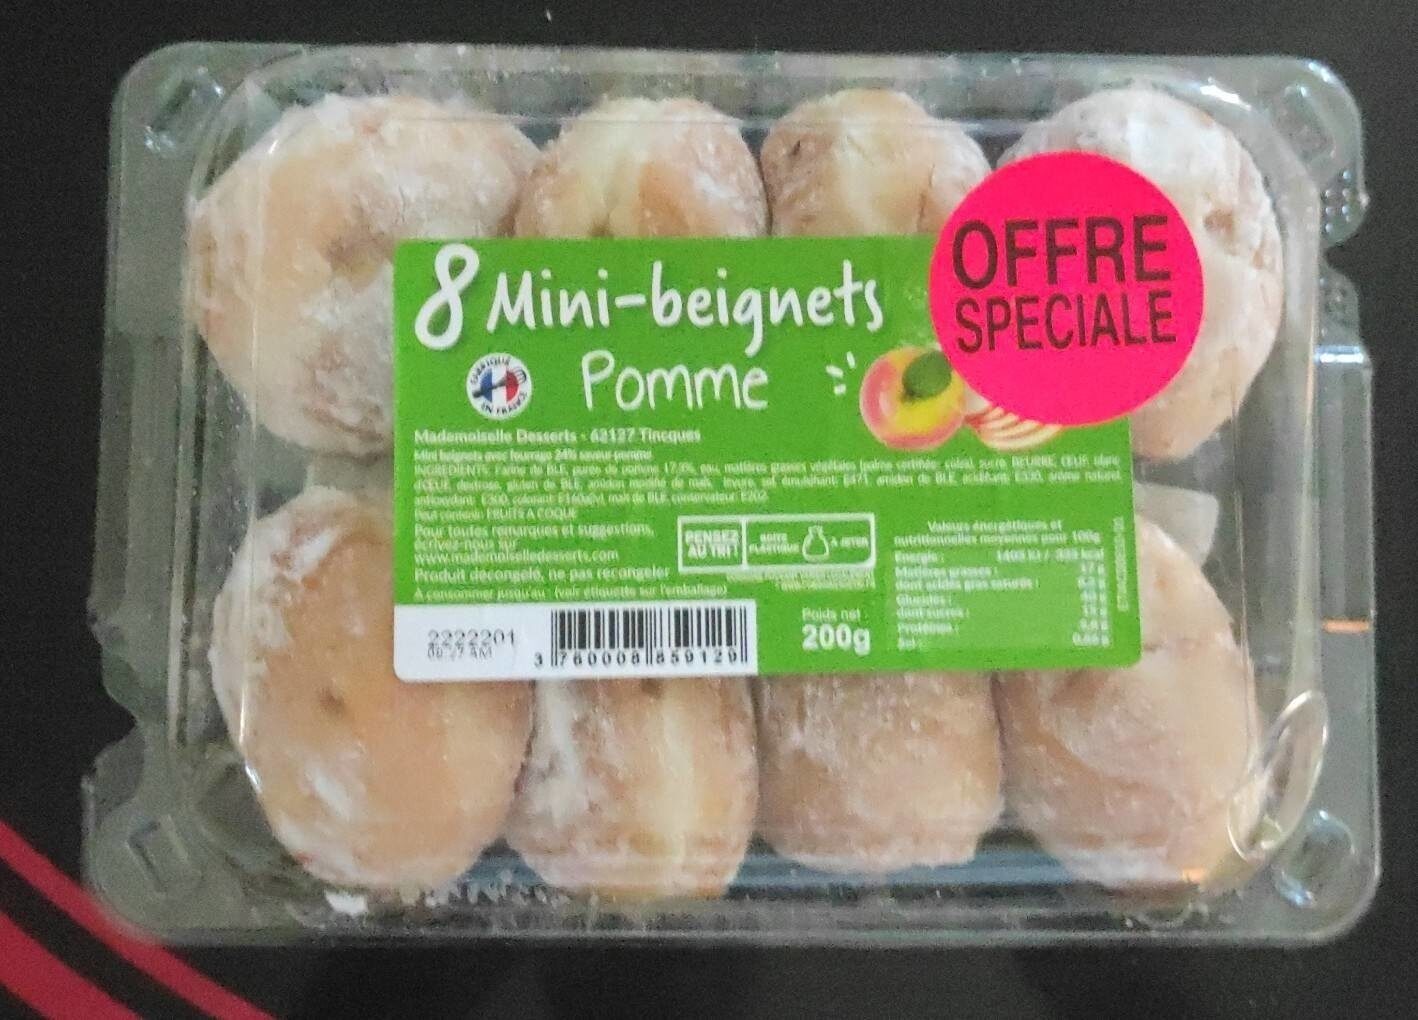 8 Mini-beignets
Pomme
OFFRE
SPECIALE
FABRIQUÉ
EN FRANCE
Mademoiselle Desserts - 62127 Tincques
Mini beignets avec fourrage 24% saveur pomme
INGREDIENTS: Farine de BLE, purée de pomme 17,3%, eau, matières grasses végétales (palme certifiée, colza), sucre, BEURRE, ŒUF, blanc
d'ŒUF, dextrose, gluten de BLE, amidon modifié de maïs, levure, sel, émulsifiant: E471, amidon de BLE, acidifiant: E330, arôme naturel
antioxydant: E300, colorant: E160a(iv), malt de BLE, conservateur: E202
Peut contenir: FRUITS A COQUE
Pour toutes remarques et suggestions,
écrivez-nous sur
www.mademoiselledesserts.com
Produit décongelé, ne pas recongeler
A consommer jusqu'au : (voir étiquette sur l'emballage)
PENSEZ
AU TRI !
BOITE
PLASTIQUE
A JETER
Valeurs énergétiques et
nutritionnelles moyennes pour 100g
Energie :
Matières grasses :
dont acides gras saturés :
Glucides :
dont sucres :
Protéines :
Sel :
Poids net :
200g
2222201
06:27 AM
3 760008 859129